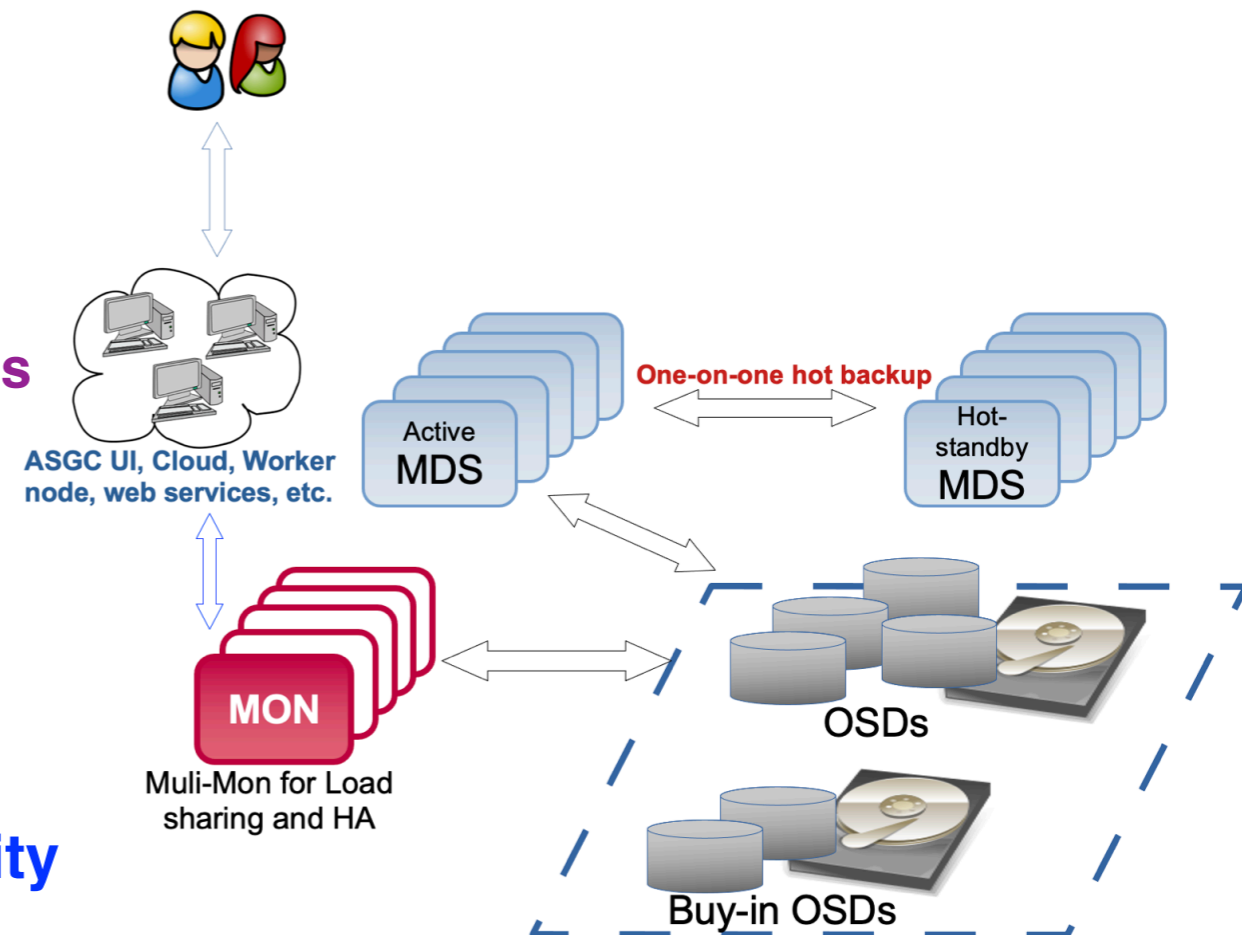 s
ASGC UI, Cloud, Worker
node, web services, etc.
Active
MDS
One-on-one hot backup
Hot-
standby
MDS
MON
Muli-Mon for Load
sharing and HA
OSDs
Buy-in OSDs
ity